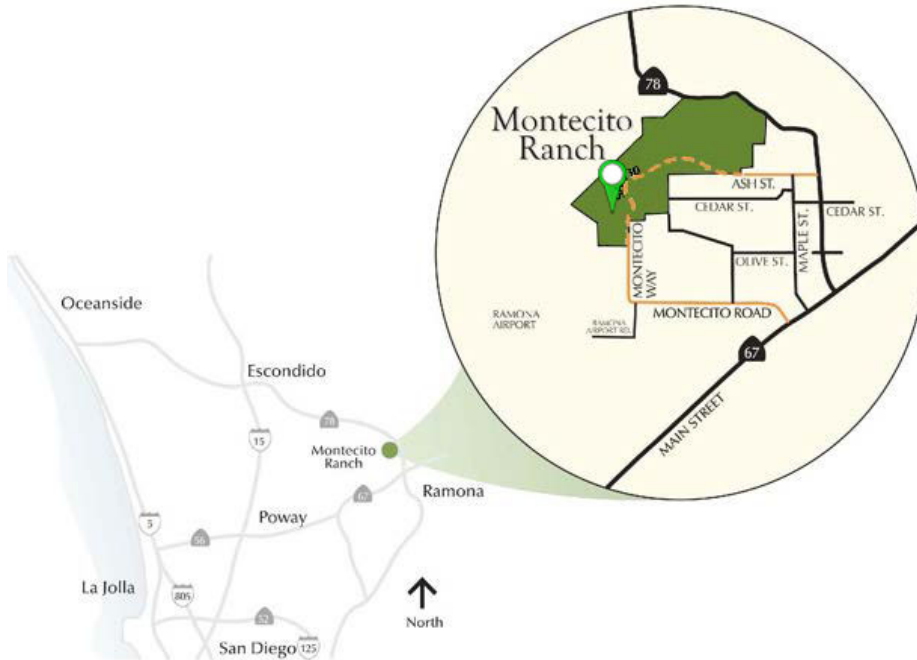 78
Montecito
Ranch
30
ASH ST.
CEDAR ST.
CEDAR ST.
MAPLE ST.
MONTECITO
WAY
OLIVE ST.
RAMONA
AIRPORT
MONTECITO ROAD
RAMONA
AIRPORT RD.
67
MAIN STREET
Oceanside
Escondido
78
15
Montecito
Ranch
Ramona
67
Poway
5
56
La Jolla
805
North
52
San Diego
125